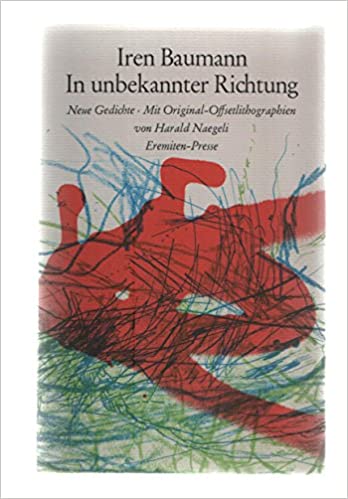 Iren Baumann
In unbekannter Richtung
Neue Gedichte · Mit Original-Offsetlithographien
von Harald Naegeli
Eremiten-Presse